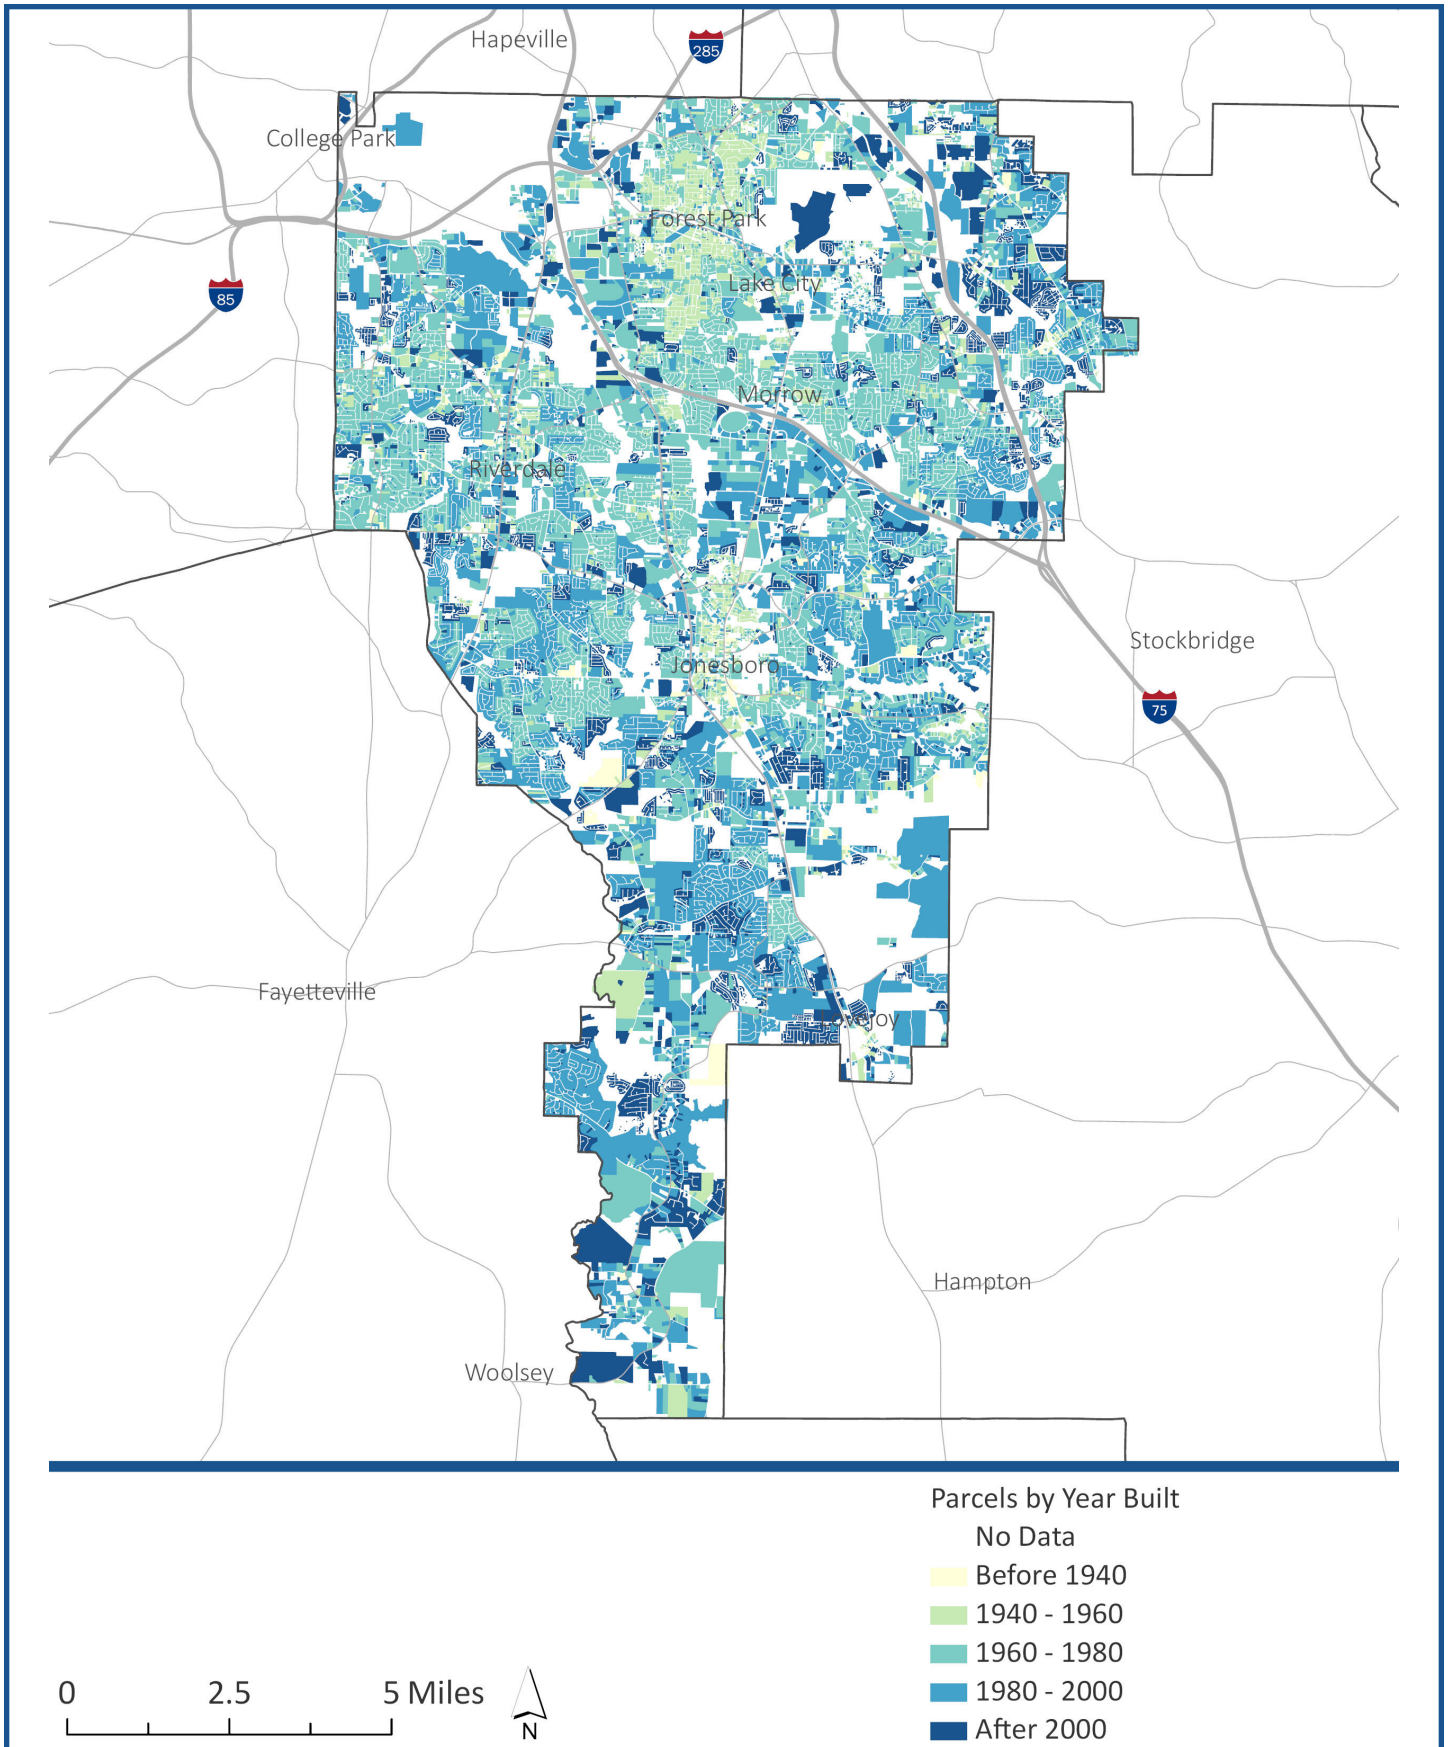 Hapeville
285
College Park
Forest Park
Lake City
85
Morrow
Riverdale
Stockbridge
Jonesboro
75
Fayetteville
Lovejoy
Hampton
Woolsey
Parcels by Year Built
No Data
Before 1940
1940 - 1960
1960 - 1980
1980 - 2000
After 2000
0 2.5 5 Miles
N